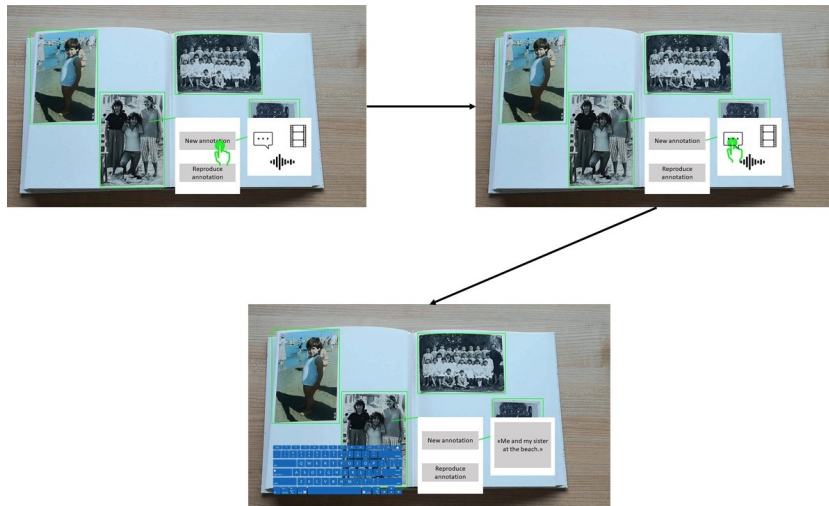 New annotation
Reproduce
annotation
New annotation
Reproduce
annotation
New annotation
Reproduce
annotation
«Me and my sister
at the beach.»